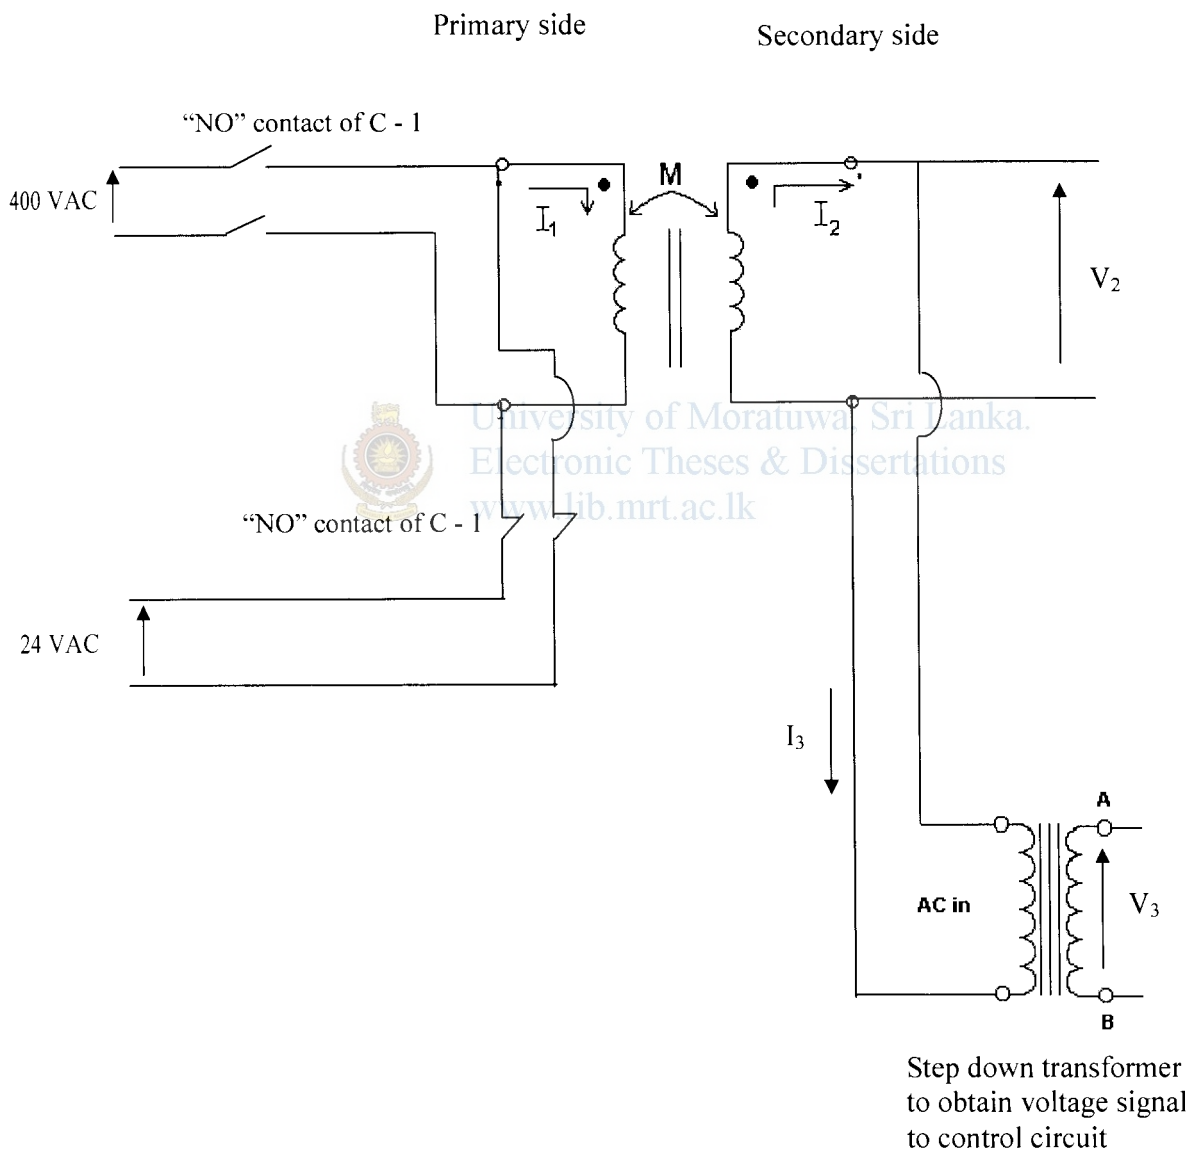 Primary side
Secondary side
“NO” contact of C - 1
400 VAC
M
I1
I2
V2
University of Moratuwa, Sri Lanka.
Electronic Theses & Dissertations
www.lib.mrt.ac.lk
“NO” contact of C - 1
24 VAC
I3
A
AC in
V3
B
Step down transformer
to obtain voltage signal
to control circuit